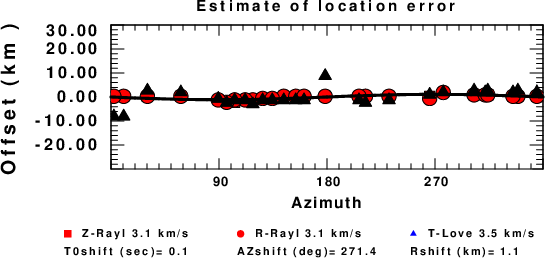 Estimate of location error
Offset (km)
30.00
20.00
10.00
0.00
-10.00
-20.00
90
180
270
Azimuth
Z-Rayl 3.1 km/s
R-Rayl 3.1 km/s
T-Love 3.5 km/s
T0shift (sec)= 0.1
AZshift (deg)= 271.4
Rshift (km)= 1.1